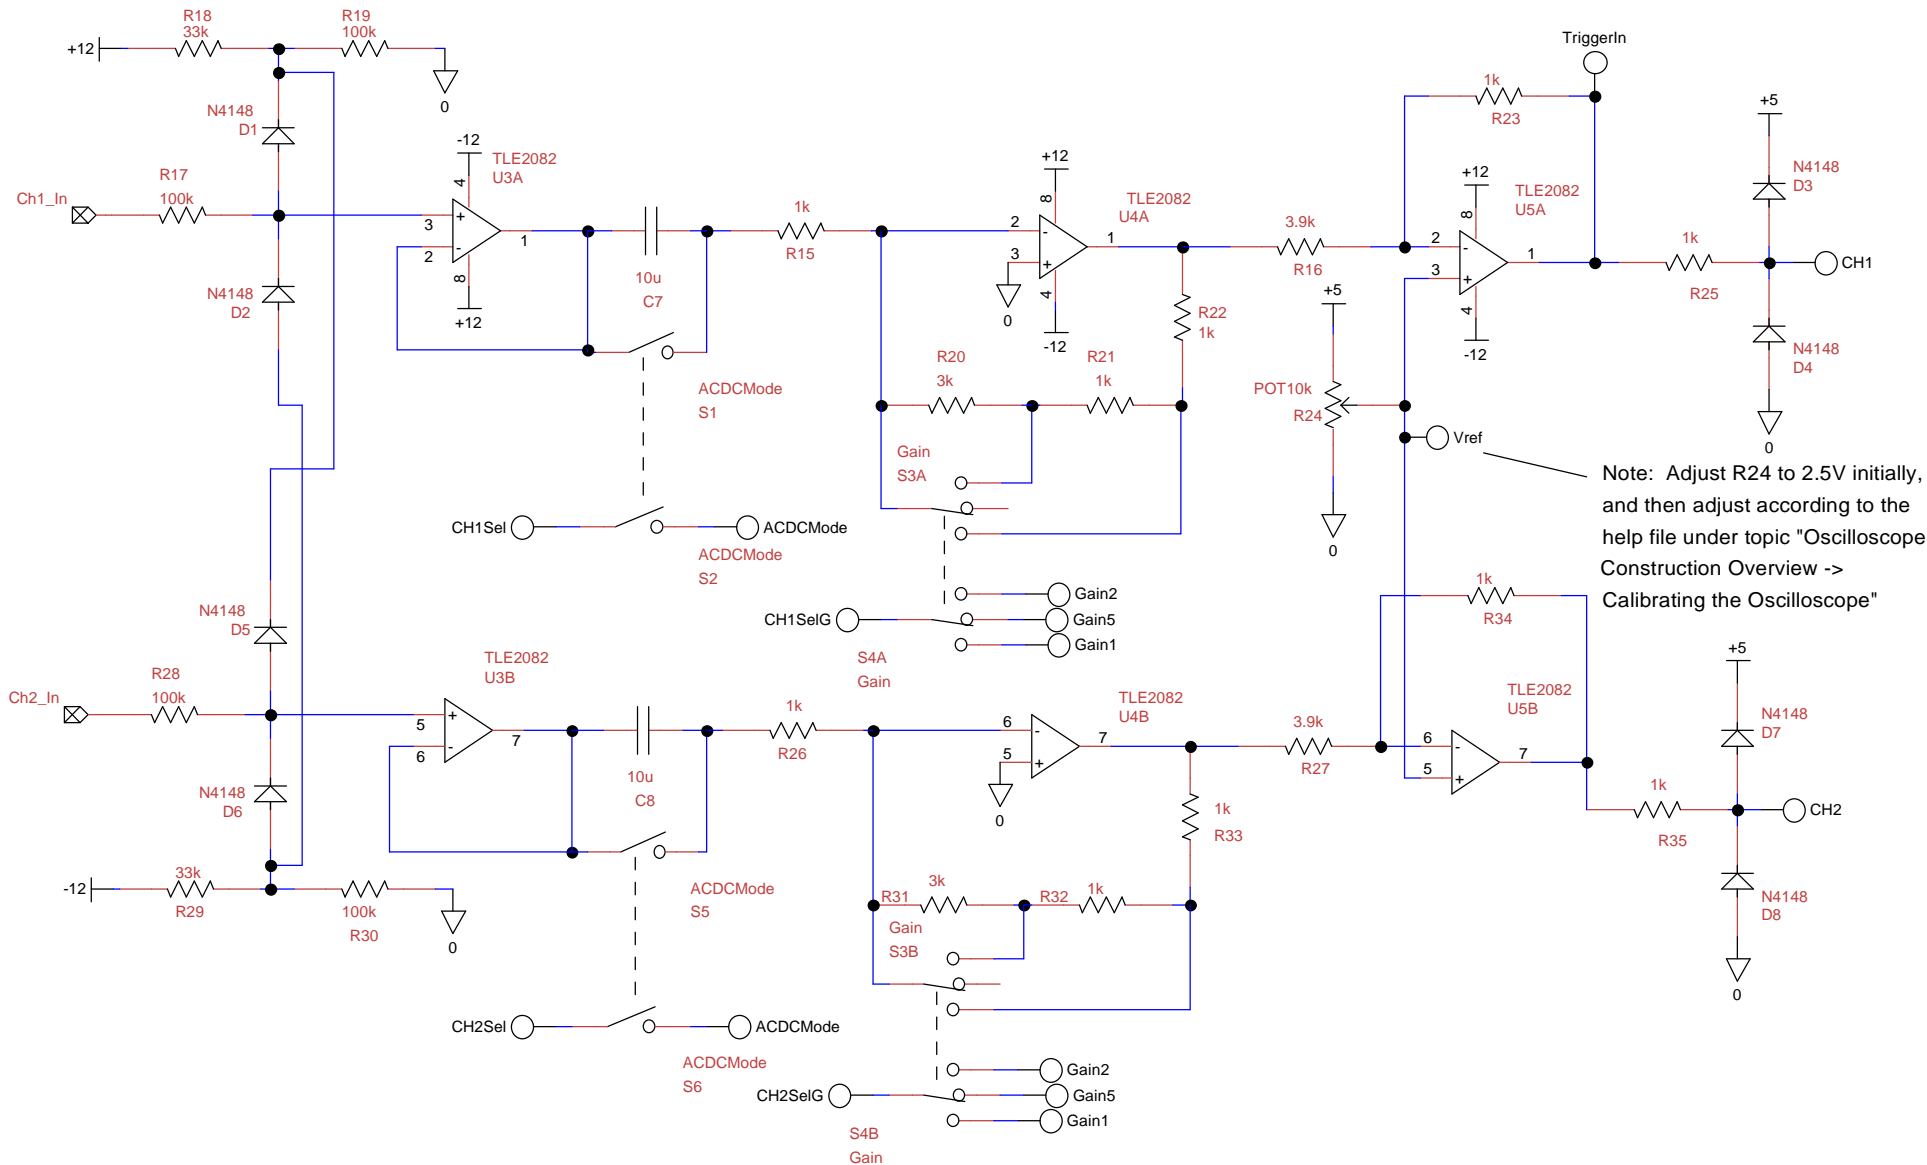 R18
33k
R19
100k
+12
0
N4148
D1
R17
100k
Ch1_In
N4148
D2
-12
TLE2082
U3A
4
+
3
-
2
1
8
+12
10u
C7
1k
R15
ACDCMode
S1
CH1Sel
ACDCMode
ACDCMode
S2
+12
TLE2082
U4A
8
2
-
3
+
1
4
0
-12
R22
1k
R20
3k
R21
1k
Gain
S3A
Gain2
CH1SelG
Gain5
Gain1
S4A
Gain
TriggerIn
1k
R23
3.9k
R16
+12
TLE2082
U5A
8
2
-
3
+
1
4
-12
+5
POT10k
R24
0
Vref
1k
R25
+5
N4148
D3
CH1
N4148
D4
0
Note: Adjust R24 to 2.5V initially,
and then adjust according to the
help file under topic "Oscilloscope
Construction Overview ->
Calibrating the Oscilloscope"
N4148
D5
R28
100k
Ch2_In
N4148
D6
-12
33k
R29
100k
R30
0
TLE2082
U3B
5
+
6
-
7
10u
C8
1k
R26
ACDCMode
S5
CH2Sel
ACDCMode
ACDCMode
S6
TLE2082
U4B
6
-
5
+
7
0
1k
R33
R31
3k
R32
1k
Gain
S3B
Gain2
CH2SelG
Gain5
Gain1
S4B
Gain
3.9k
R27
1k
R34
TLE2082
U5B
6
-
5
+
7
1k
R35
+5
N4148
D7
CH2
N4148
D8
0